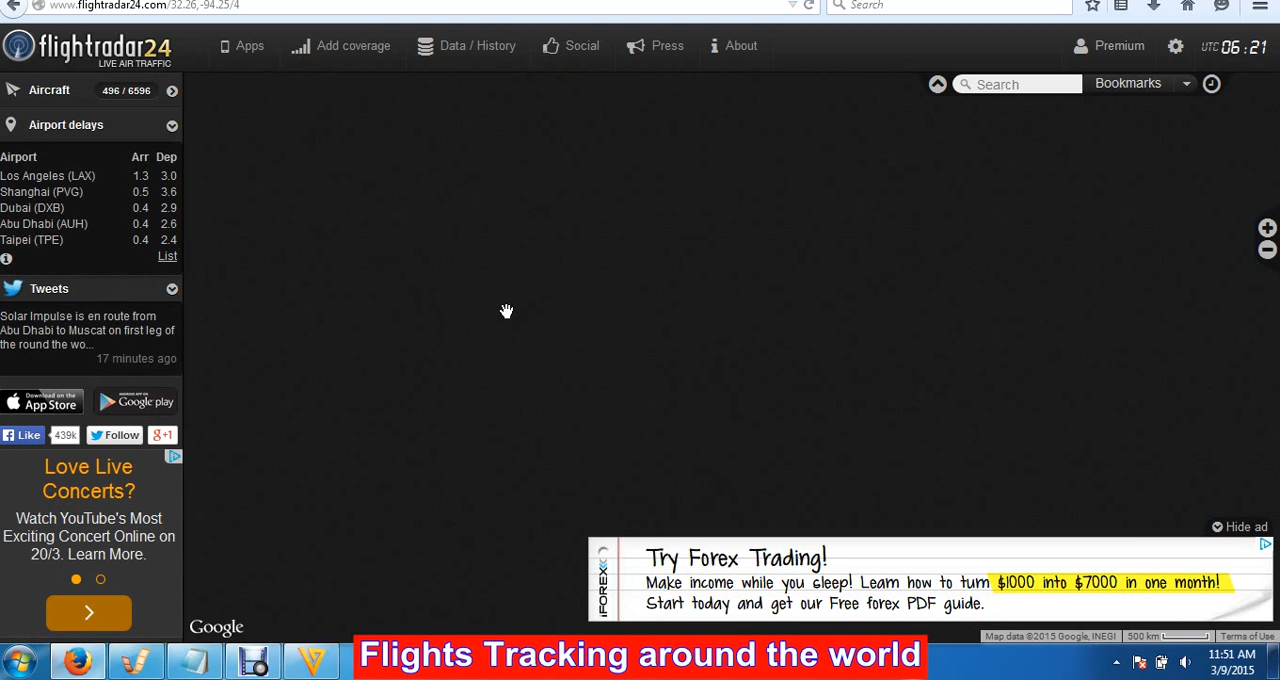 www.flightradar24.com/32.26,-94.25/4
Search
flightradar24
LIVE AIR TRAFFIC
Apps
Add coverage
Data / History
Social
Press
About
Premium
UTC 06:21
Aircraft
496 / 6596
Search
Bookmarks
Airport delays
Airport Arr Dep
Los Angeles (LAX) 1.3 3.0
Shanghai (PVG) 0.5 3.6
Dubai (DXB) 0.4 2.9
Abu Dhabi (AUH) 0.4 2.6
Taipei (TPE) 0.4 2.4
List
Tweets
Solar Impulse is en route from
Abu Dhabi to Muscat on first leg of
the round the wo...
17 minutes ago
Download on the
App Store
ANDROID APP ON
Google play
Like
439k
Follow
g+1
Love Live
Concerts?
Watch YouTube's Most
Exciting Concert Online on
20/3. Learn More.
Hide ad
iFOREX
Try Forex Trading!
Make income while you sleep! Learn how to turn $1000 into $7000 in one month!
Start today and get our Free forex PDF guide.
Google
Map data ©2015 Google, INEGI
500 km
Terms of Use
Flights Tracking around the world
11:51 AM
3/9/2015